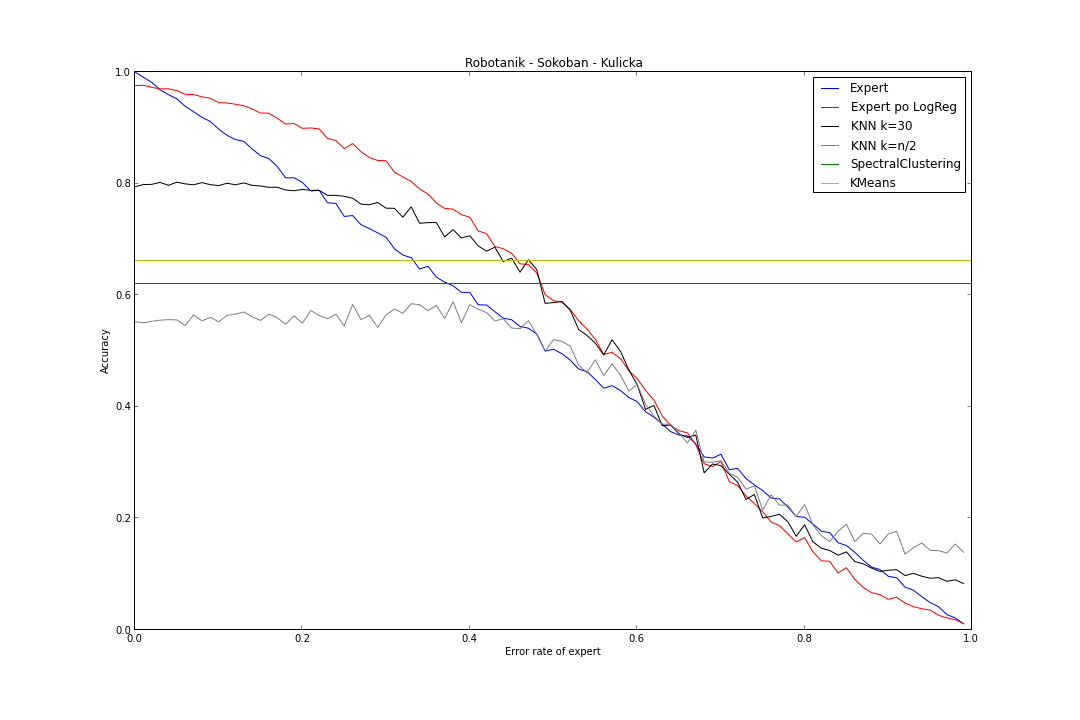 Robotanik - Sokoban - Kulicka
Expert
Expert po LogReg
KNN k=30
KNN k=n/2
SpectralClustering
KMeans
1.0
0.8
0.6
0.4
0.2
0.0
Accuracy
0.0 0.2 0.4 0.6 0.8 1.0
Error rate of expert